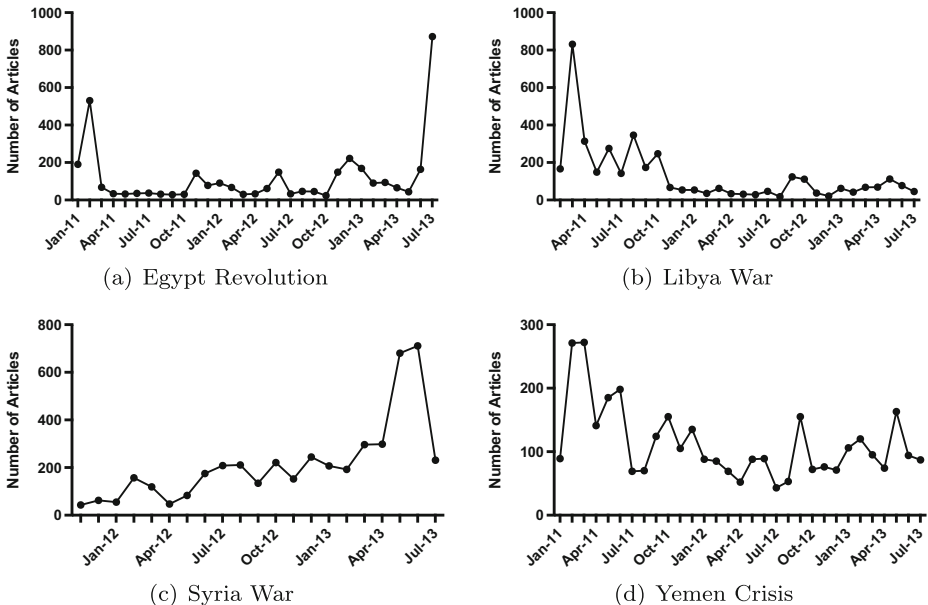 Number of Articles
1000
800
600
400
200
0
Jan-11
Apr-11
Jul-11
Oct-11
Jan-12
Apr-12
Jul-12
Oct-12
Jan-13
Apr-13
Jul-13
(a) Egypt Revolution
Number of Articles
1000
800
600
400
200
0
Apr-11
Jul-11
Oct-11
Jan-12
Apr-12
Jul-12
Oct-12
Jan-13
Apr-13
Jul-13
(b) Libya War
Number of Articles
800
600
400
200
0
Jan-12
Apr-12
Jul-12
Oct-12
Jan-13
Apr-13
Jul-13
(c) Syria War
Number of Articles
300
200
100
0
Jan-11
Apr-11
Jul-11
Oct-11
Jan-12
Apr-12
Jul-12
Oct-12
Jan-13
Apr-13
Jul-13
(d) Yemen Crisis